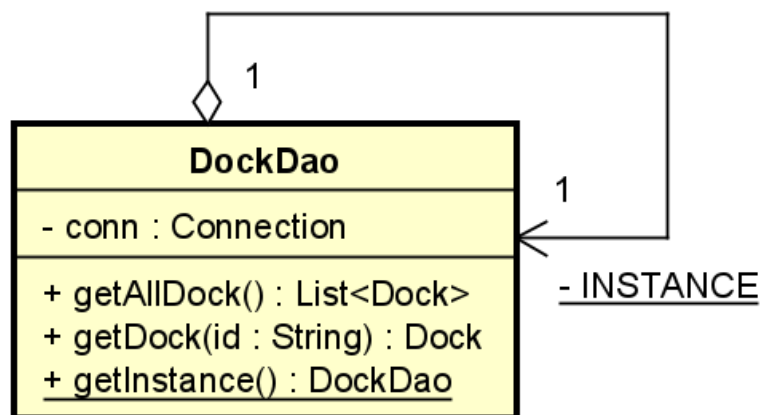 1
DockDao
- conn : Connection
1
- INSTANCE
+ getAllDock() : List<Dock>
+ getDock(id : String) : Dock
+ getInstance() : DockDao